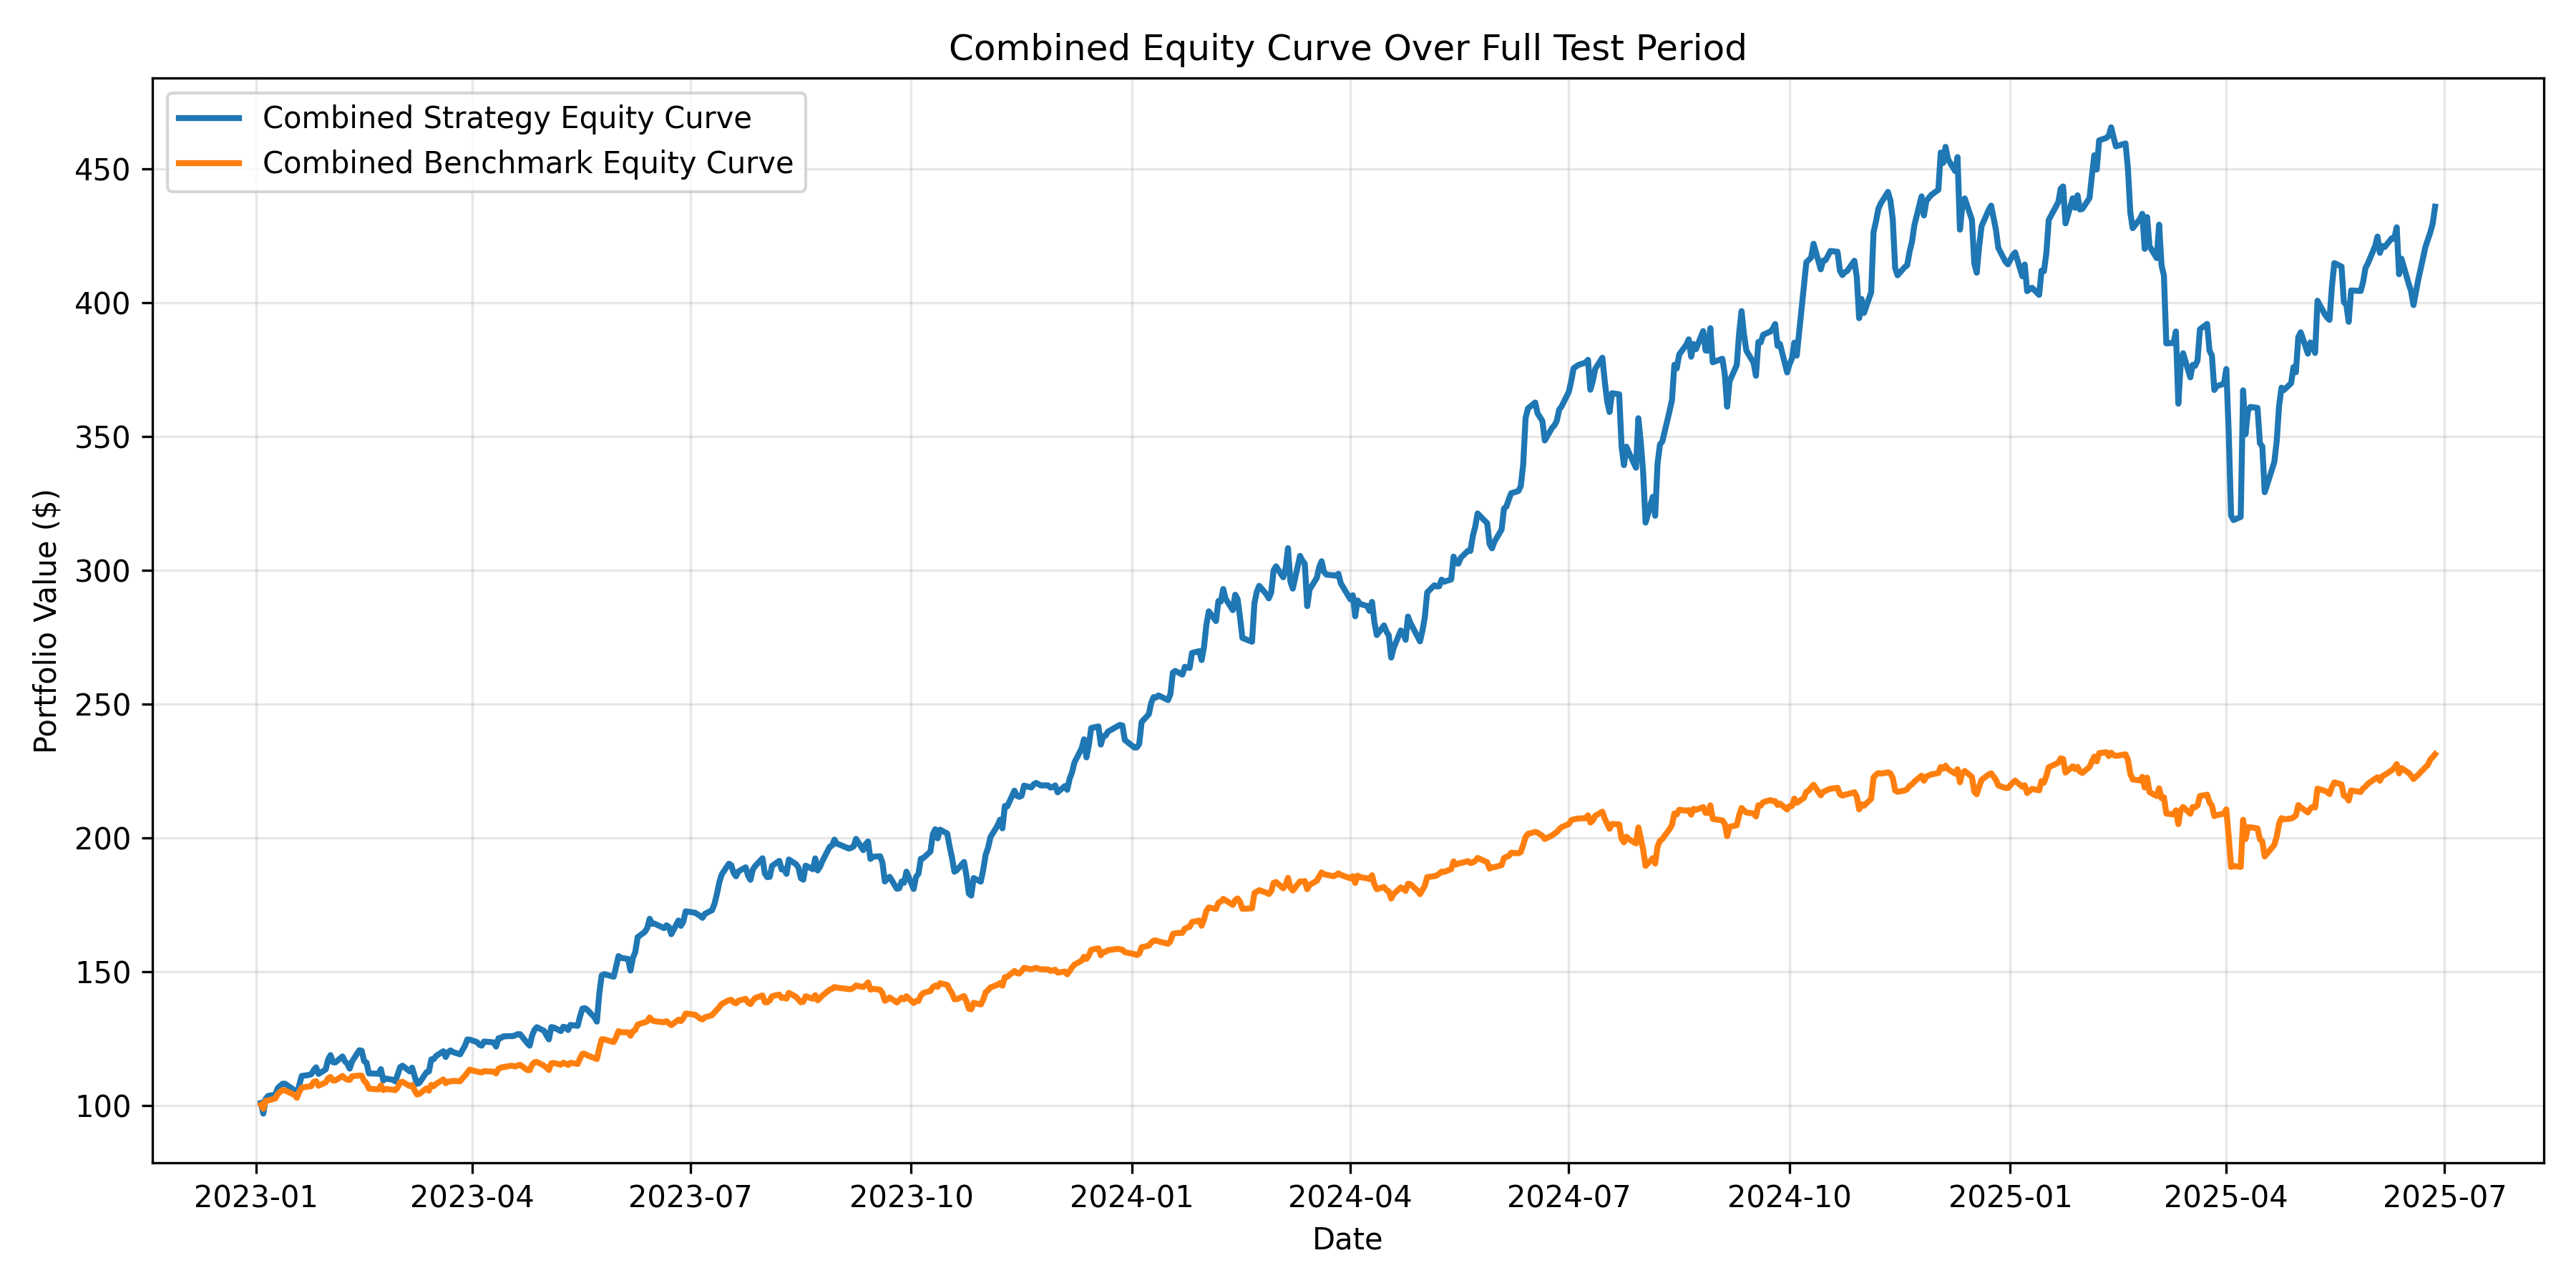 Combined Equity Curve Over Full Test Period
Combined Strategy Equity Curve
Combined Benchmark Equity Curve
Portfolio Value ($)
450
400
350
300
250
200
150
100
2023-01 2023-04 2023-07 2023-10 2024-01 2024-04 2024-07 2024-10 2025-01 2025-04 2025-07
Date